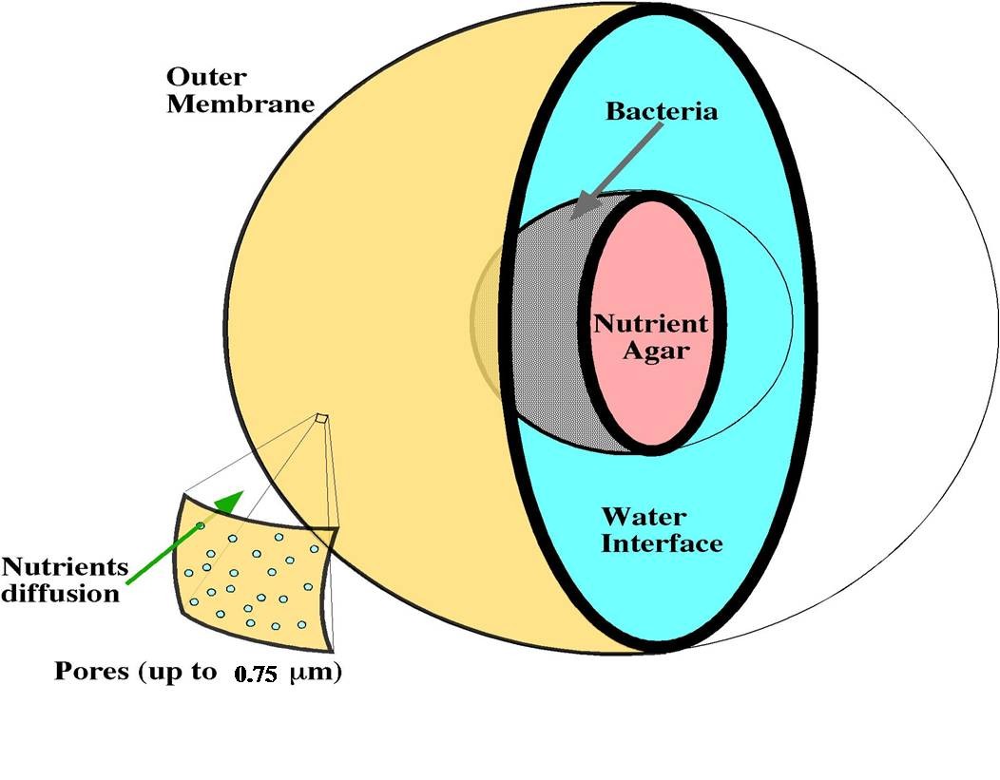 Outer
Membrane
Bacteria
Nutrient
Agar
Water
Interface
Nutrients
diffusion
Pores (up to 0.75 μm)